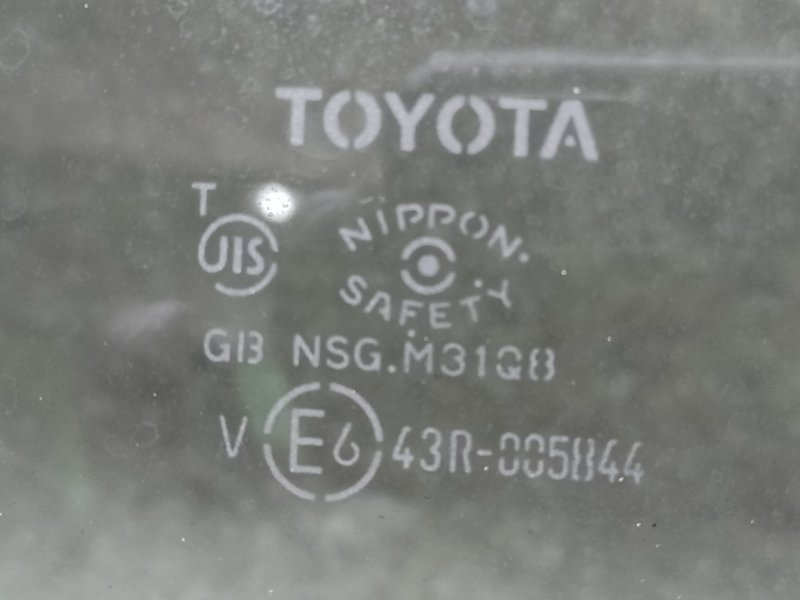 TOYOTA
T
JIS
NIPPON.
SAFETY
GB NSG.M31Q8
V E6 43R-005844